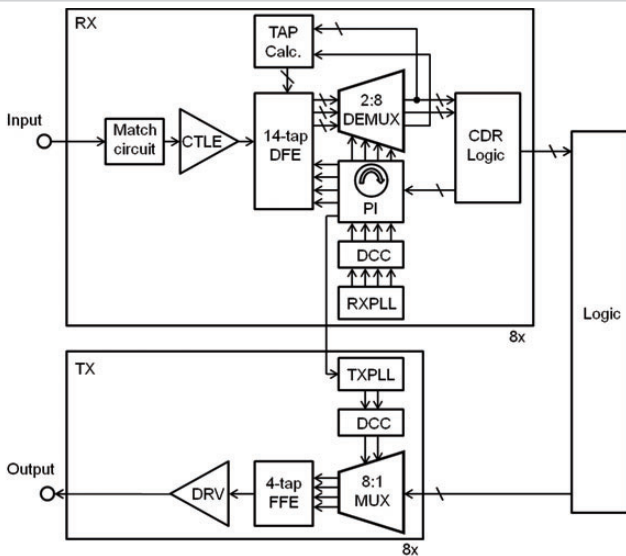 RX
TAP
Calc.
Input
Match
circuit
CTLE
14-tap
DFE
2:8
DEMUX
CDR
Logic
PI
DCC
RXPLL
8x
Logic
TX
TXPLL
DCC
Output
DRV
4-tap
FFE
8:1
MUX
8x